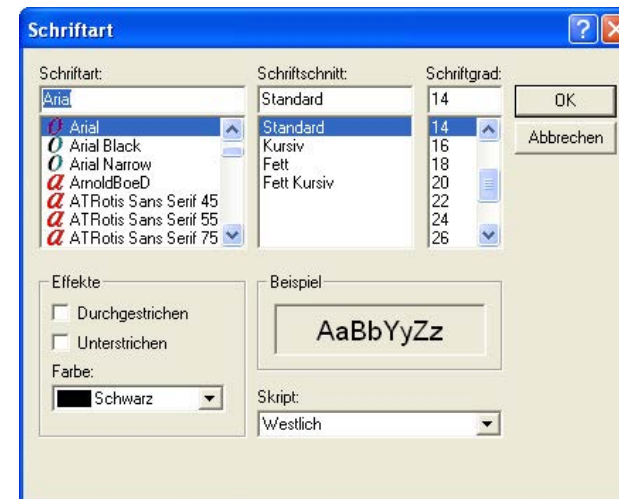 Schriftart
Schriftart:
Arial
Arial
Arial Black
Arial Narrow
ArnoldBoeD
ATRotis Sans Serif 45
ATRotis Sans Serif 55
ATRotis Sans Serif 75
Schriftschnitt:
Standard
Standard
Kursiv
Fett
Fett Kursiv
Schriftgrad:
14
14
16
18
20
22
24
26
OK
Abbrechen
Effekte
Durchgestrichen
Unterstrichen
Farbe:
Schwarz
Beispiel
AaBbYyZz
Skript:
Westlich